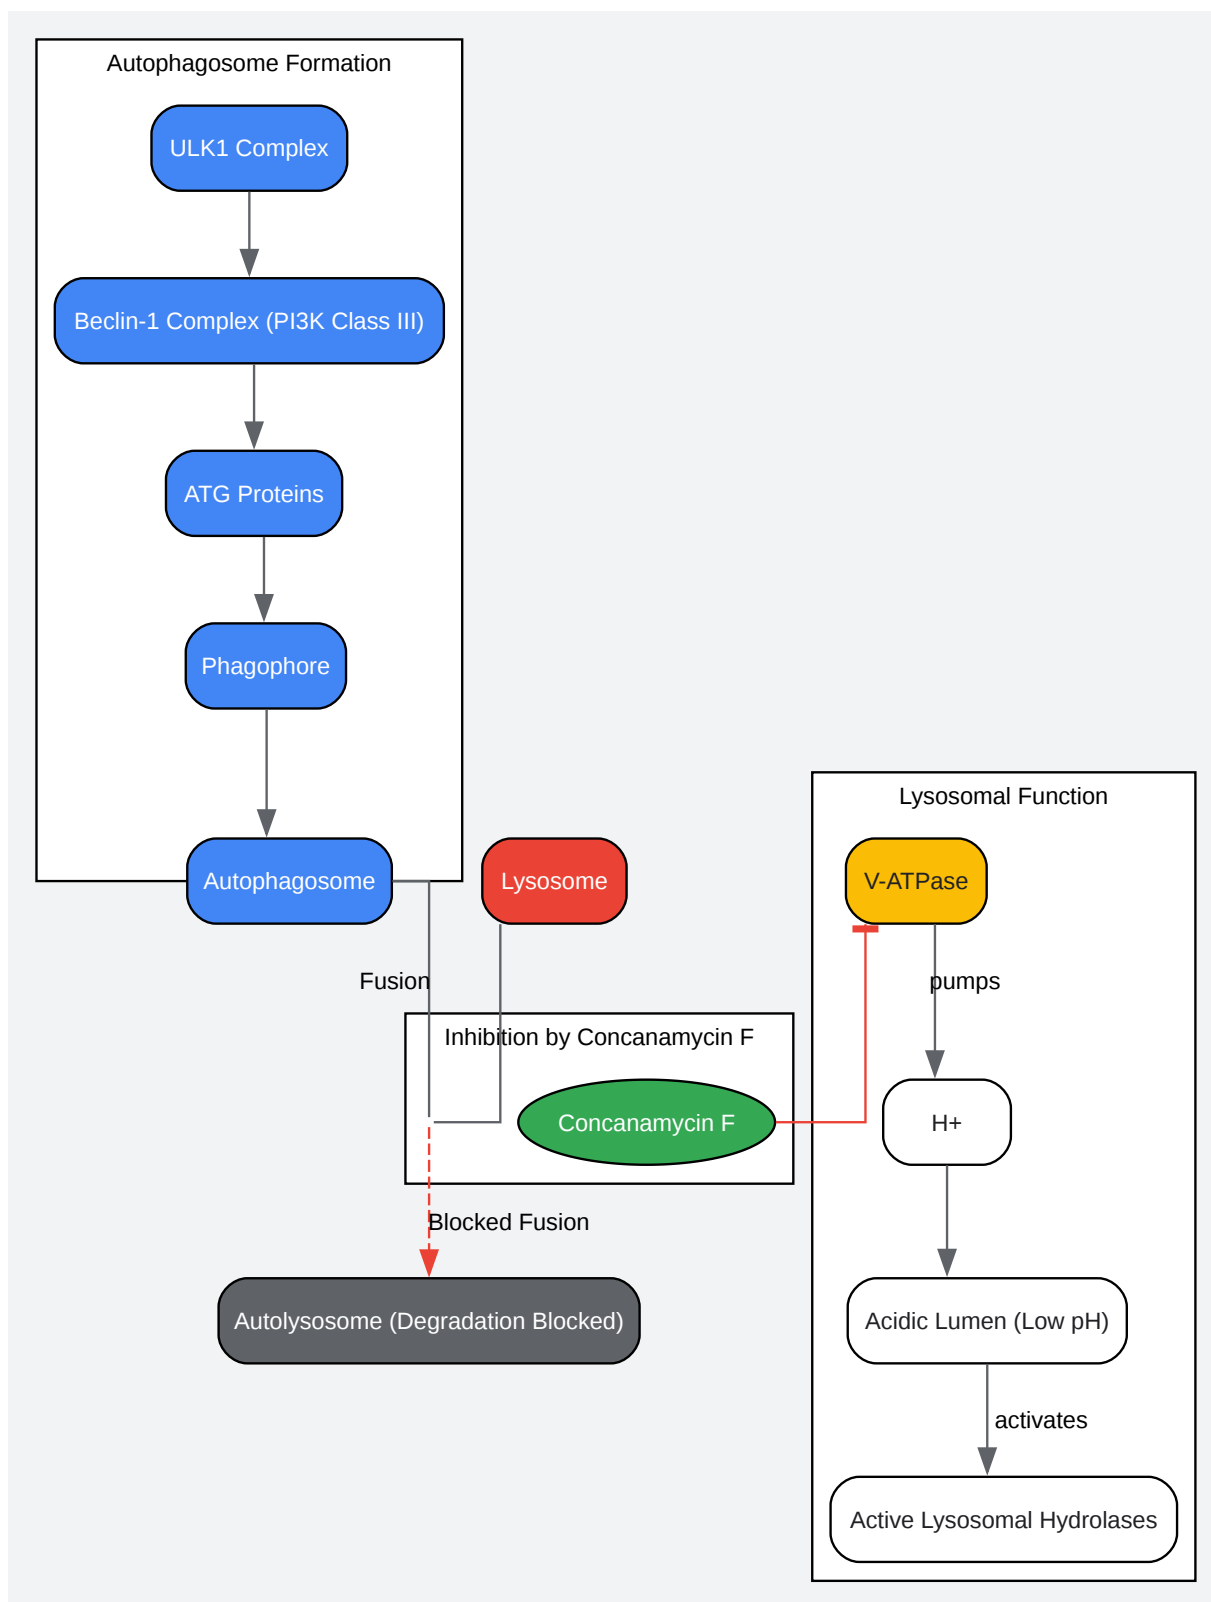 Autophagosome Formation
ULK1 Complex
Beclin-1 Complex (PI3K Class III)
ATG Proteins
Phagophore
Autophagosome
Lysosome
Fusion
Inhibition by Concanamycin F
Concanamycin F
Blocked Fusion
Autolysosome (Degradation Blocked)
Lysosomal Function
V-ATPase
pumps
H+
Acidic Lumen (Low pH)
activates
Active Lysosomal Hydrolases